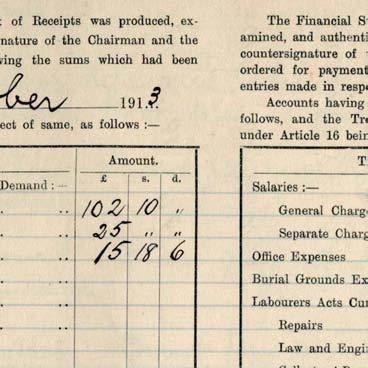 of Receipts was produced, ex-
nature of the Chairman and the
ving the sums which had been
ber 1913.
ect of same, as follows :—
Amount.
£ s. d.
Demand :—
. .. 102 10 "
. .. 25 " "
. .. 15 18 6
. ..
. ..
. ..
. ..
The Financial S
amined, and authenti
countersignature of
ordered for payment
entries made in resp
Accounts having
follows, and the Tre
under Article 16 bein
T
Salaries :—
General Charg
Separate Charg
Office Expenses
Burial Grounds Ex
Labourers Acts Cu
Repairs
Law and Engin